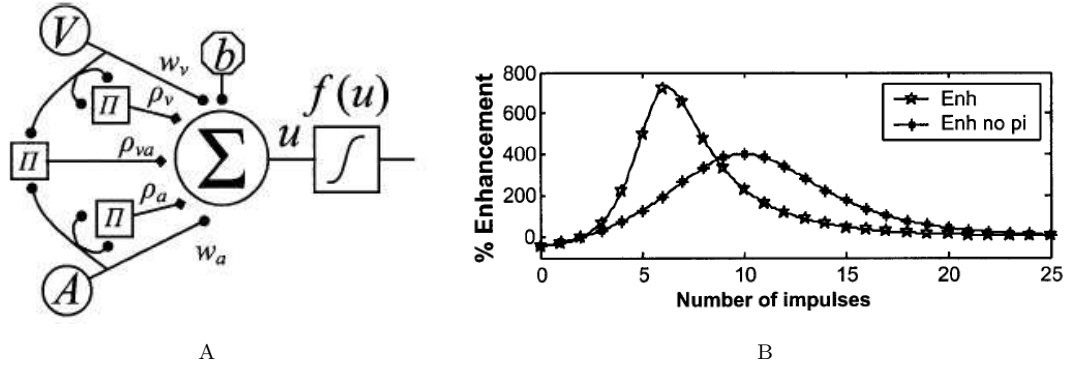 V
w_v
b
Π
ρ_v
f(u)
Π
ρ_va
Σ
u
Π
ρ_a
w_a
A
A
% Enhancement
800
600
400
200
0
Enh
Enh no pi
0 5 10 15 20 25
Number of impulses
B